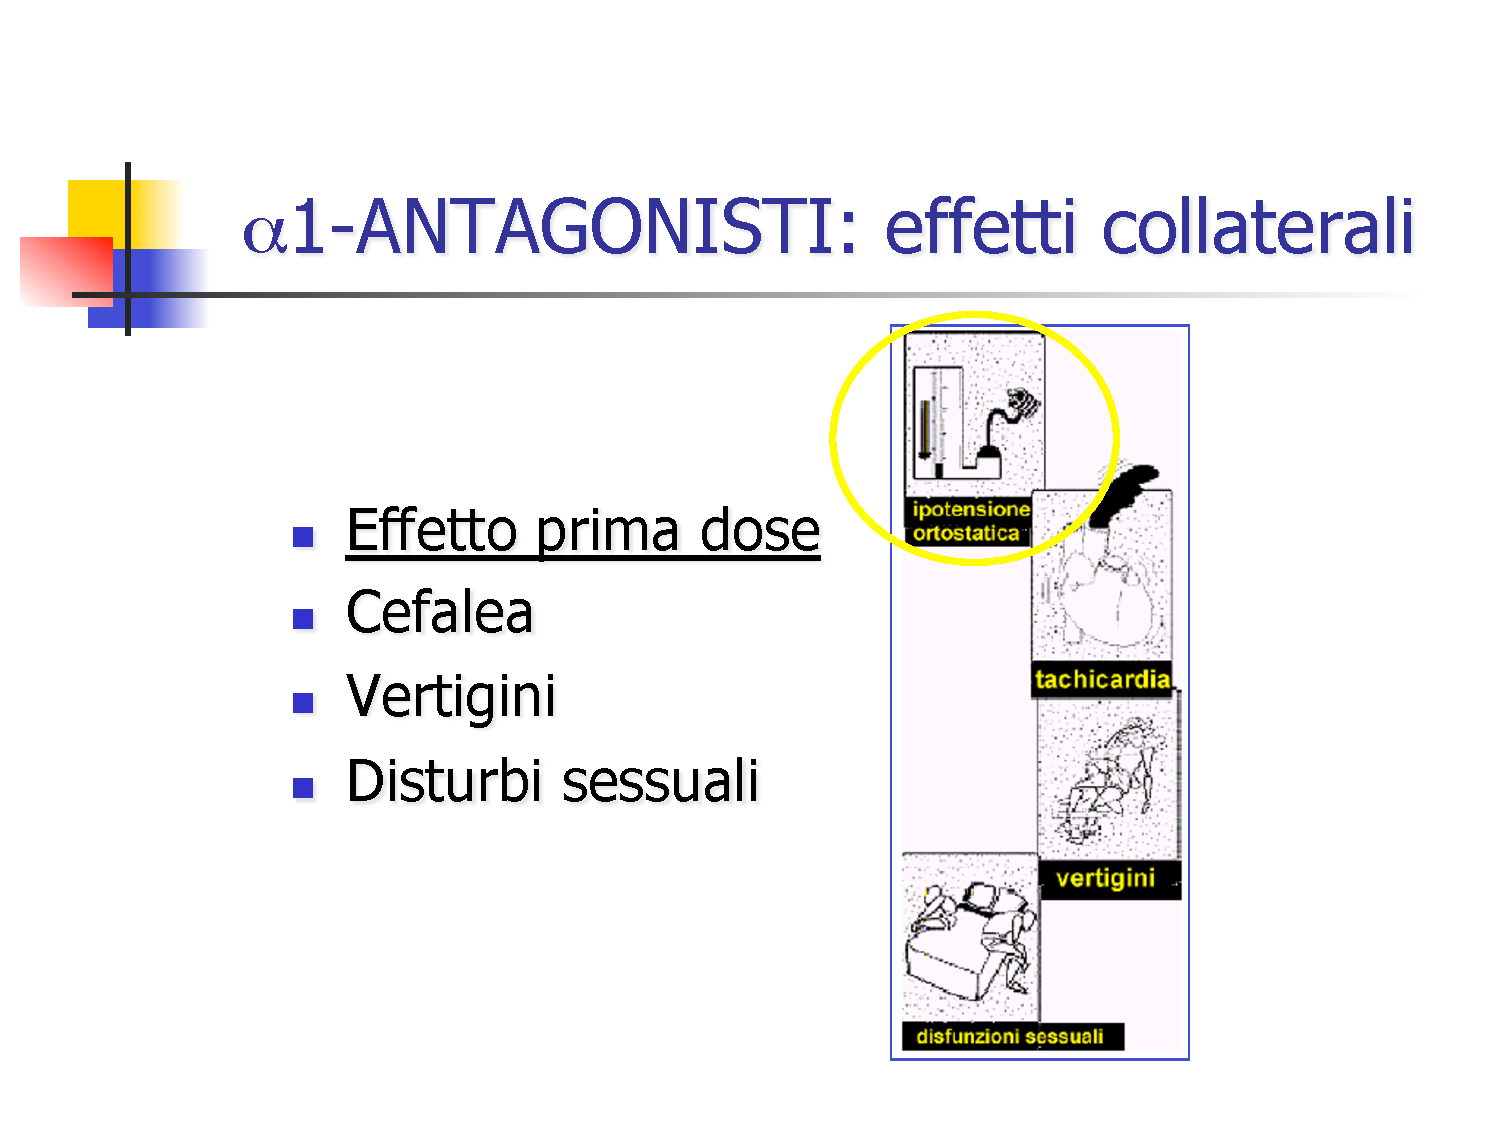 α1-ANTAGONISTI: effetti collaterali
Effetto prima dose
Cefalea
Vertigini
Disturbi sessuali
ipotensione
ortostatica
tachicardia
vertigini
disfunzioni sessuali